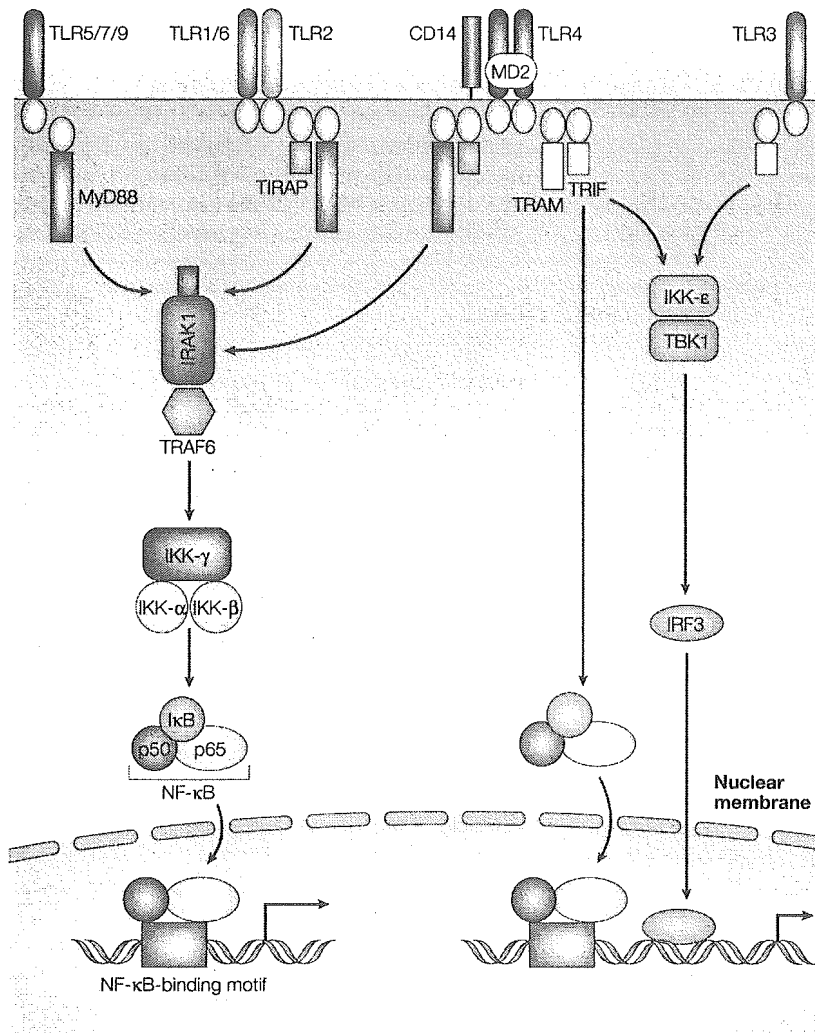 TLR5/7/9
TLR1/6
TLR2
CD14
TLR4
TLR3
MD2
MyD88
TIRAP
TRAM
TRIF
IRAK1
IKK-ε
TBK1
TRAF6
IKK-γ
IKK-α
IKK-β
IRF3
IκB
p50
p65
NF-κB
Nuclear
membrane
NF-κB-binding motif